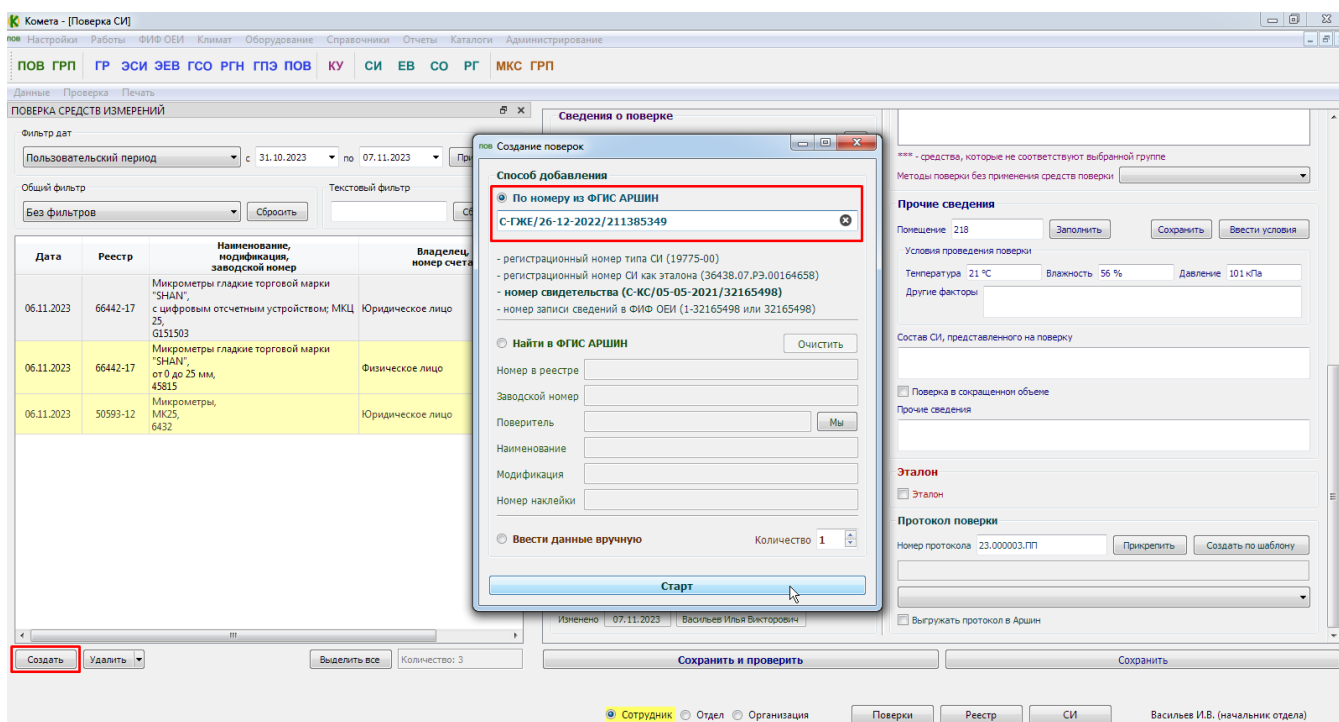 Комета - [Поверка СИ]
ПОВ Настройки Работы ФИФ ОЕИ Климат Оборудование Справочники Отчеты Каталоги Администрирование
ПОВ ГРП ГР ЭСИ ЭЕВ ГСО РГН ГПЭ ПОВ КУ СИ ЕВ СО РГ МКС ГРП
Данные Проверка Печать
ПОВЕРКА СРЕДСТВ ИЗМЕРЕНИЙ
Фильтр дат
Пользовательский период с 31.10.2023 по 07.11.2023
Общий фильтр Текстовый фильтр
Без фильтров Сбросить
Дата Реестр Наименование, модификация, заводской номер Владелец, номер счета
06.11.2023 66442-17 Микрометры гладкие торговой марки
"SHAN",
с цифровым отсчетным устройством; МКЦ Юридическое лицо
25,
G151503
06.11.2023 66442-17 Микрометры гладкие торговой марки
"SHAN",
от 0 до 25 мм, Физическое лицо
45815
06.11.2023 50593-12 Микрометры,
МК25, Юридическое лицо
6432
Создать Удалить Выделить все Количество: 3
Сведения о поверке
ПОВ Создание поверок
Способ добавления
По номеру из ФГИС АРШИН
С-ГЖЕ/26-12-2022/211385349
- регистрационный номер типа СИ (19775-00)
- регистрационный номер СИ как эталона (36438.07.РЭ.00164658)
- номер свидетельства (С-КС/05-05-2021/32165498)
- номер записи сведений в ФИФ ОЕИ (1-32165498 или 32165498)
Найти в ФГИС АРШИН Очистить
Номер в реестре
Заводской номер
Поверитель Мы
Наименование
Модификация
Номер наклейки
Ввести данные вручную Количество 1
Старт
Изменено 07.11.2023 Васильев Илья Викторович
*** - средства, которые не соответствуют выбранной группе
Методы поверки без применения средств поверки
Прочие сведения
Помещение 218 Заполнить Сохранить Ввести условия
Условия проведения поверки
Температура 21 °C Влажность 56 % Давление 101 кПа
Другие факторы
Состав СИ, представленного на поверку
Поверка в сокращенном объеме
Прочие сведения
Эталон
Эталон
Протокол поверки
Номер протокола 23.000003.ПП Прикрепить Создать по шаблону
Выгружать протокол в Аршин
Сохранить и проверить Сохранить
Сотрудник Отдел Организация Поверки Реестр СИ Васильев И.В. (начальник отдела)